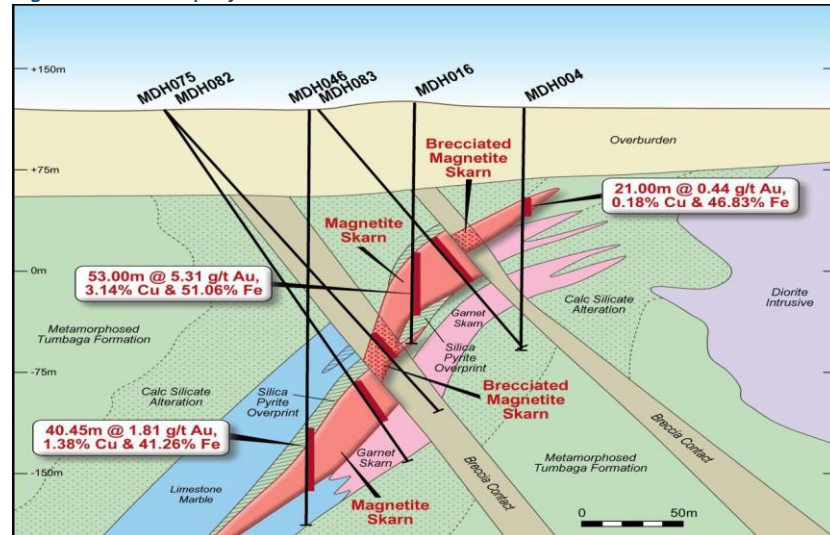 +150m
MDH075
MDH082
MDH046
MDH083
MDH016
MDH004
Overburden
+75m
Brecciated
Magnetite
Skarn
21.00m @ 0.44 g/t Au,
0.18% Cu & 46.83% Fe
Magnetite
Skarn
0m
53.00m @ 5.31 g/t Au,
3.14% Cu & 51.06% Fe
Garnet
Skarn
Calc Silicate
Alteration
Diorite
Intrusive
Metamorphosed
Tumbaga Formation
Silica
Pyrite
Overprint
-75m
Calc Silicate
Alteration
Silica
Pyrite
Overprint
Brecciated
Magnetite Skarn
40.45m @ 1.81 g/t Au,
1.38% Cu & 41.26% Fe
Garnet
Skarn
Breccia Contact
Metamorphosed
Tumbaga Formation
-150m
Limestone
Marble
Magnetite
Skarn
Breccia Contact
0
50m